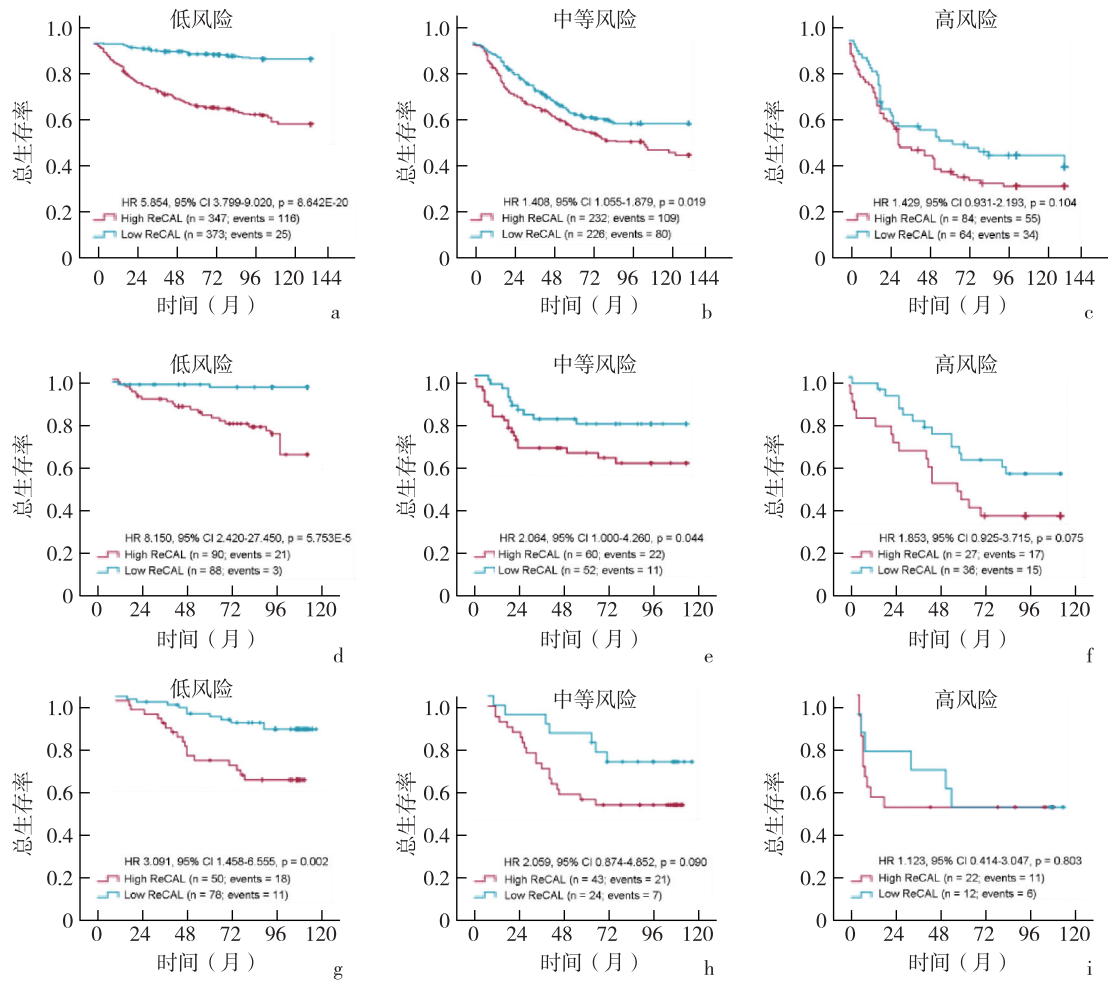 低风险
1.0
0.8
0.6
0.4
0.2
0
总生存率
HR 5.854, 95% CI 3.799-9.020, p = 8.642E-20
High ReCAL (n = 347; events = 116)
Low ReCAL (n = 373; events = 25)
0 24 48 72 96 120 144
时间（月）
a
中等风险
1.0
0.8
0.6
0.4
0.2
0
总生存率
HR 1.408, 95% CI 1.055-1.879, p = 0.019
High ReCAL (n = 232; events = 109)
Low ReCAL (n = 226; events = 80)
0 24 48 72 96 120 144
时间（月）
b
高风险
1.0
0.8
0.6
0.4
0.2
0
总生存率
HR 1.429, 95% CI 0.931-2.193, p = 0.104
High ReCAL (n = 84; events = 55)
Low ReCAL (n = 64; events = 34)
0 24 48 72 96 120 144
时间（月）
c
低风险
1.0
0.8
0.6
0.4
0.2
0
总生存率
HR 8.150, 95% CI 2.420-27.450, p = 5.753E-5
High ReCAL (n = 90; events = 21)
Low ReCAL (n = 88; events = 3)
0 24 48 72 96 120
时间（月）
d
中等风险
1.0
0.8
0.6
0.4
0.2
0
总生存率
HR 2.064, 95% CI 1.000-4.260, p = 0.044
High ReCAL (n = 60; events = 22)
Low ReCAL (n = 52; events = 11)
0 24 48 72 96 120
时间（月）
e
高风险
1.0
0.8
0.6
0.4
0.2
0
总生存率
HR 1.853, 95% CI 0.925-3.715, p = 0.075
High ReCAL (n = 27; events = 17)
Low ReCAL (n = 36; events = 15)
0 24 48 72 96 120
时间（月）
f
低风险
1.0
0.8
0.6
0.4
0.2
0
总生存率
HR 3.091, 95% CI 1.458-6.555, p = 0.002
High ReCAL (n = 50; events = 18)
Low ReCAL (n = 78; events = 11)
0 24 48 72 96 120
时间（月）
g
中等风险
1.0
0.8
0.6
0.4
0.2
0
总生存率
HR 2.059, 95% CI 0.874-4.852, p = 0.090
High ReCAL (n = 43; events = 21)
Low ReCAL (n = 24; events = 7)
0 24 48 72 96 120
时间（月）
h
高风险
1.0
0.8
0.6
0.4
0.2
0
总生存率
HR 1.123, 95% CI 0.414-3.047, p = 0.803
High ReCAL (n = 22; events = 11)
Low ReCAL (n = 12; events = 6)
0 24 48 72 96 120
时间（月）
i